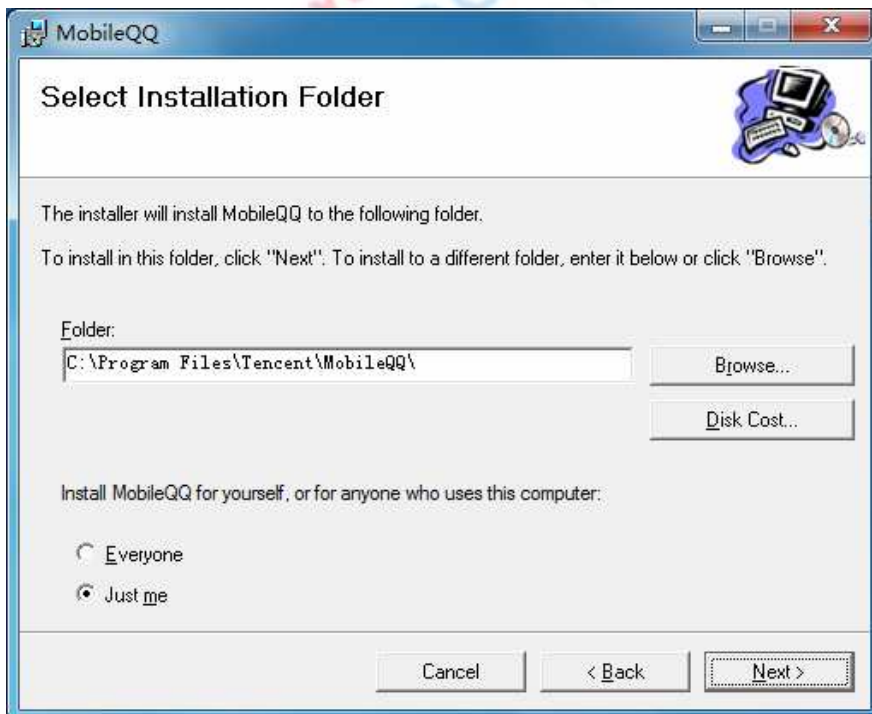 MobileQQ
Select Installation Folder
The installer will install MobileQQ to the following folder.
To install in this folder, click "Next". To install to a different folder, enter it below or click "Browse".
Folder:
C:\Program Files\Tencent\MobileQQ\
Browse...
Disk Cost...
Install MobileQQ for yourself, or for anyone who uses this computer:
Everyone
Just me
Cancel
< Back
Next >